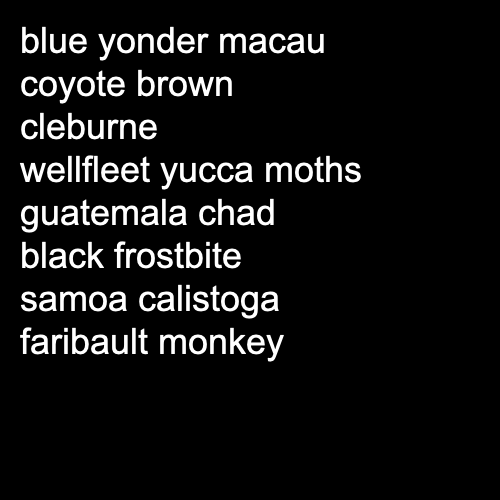 blue yonder macau
coyote brown
cleburne
wellfleet yucca moths
guatemala chad
black frostbite
samoa calistoga
faribault monkey